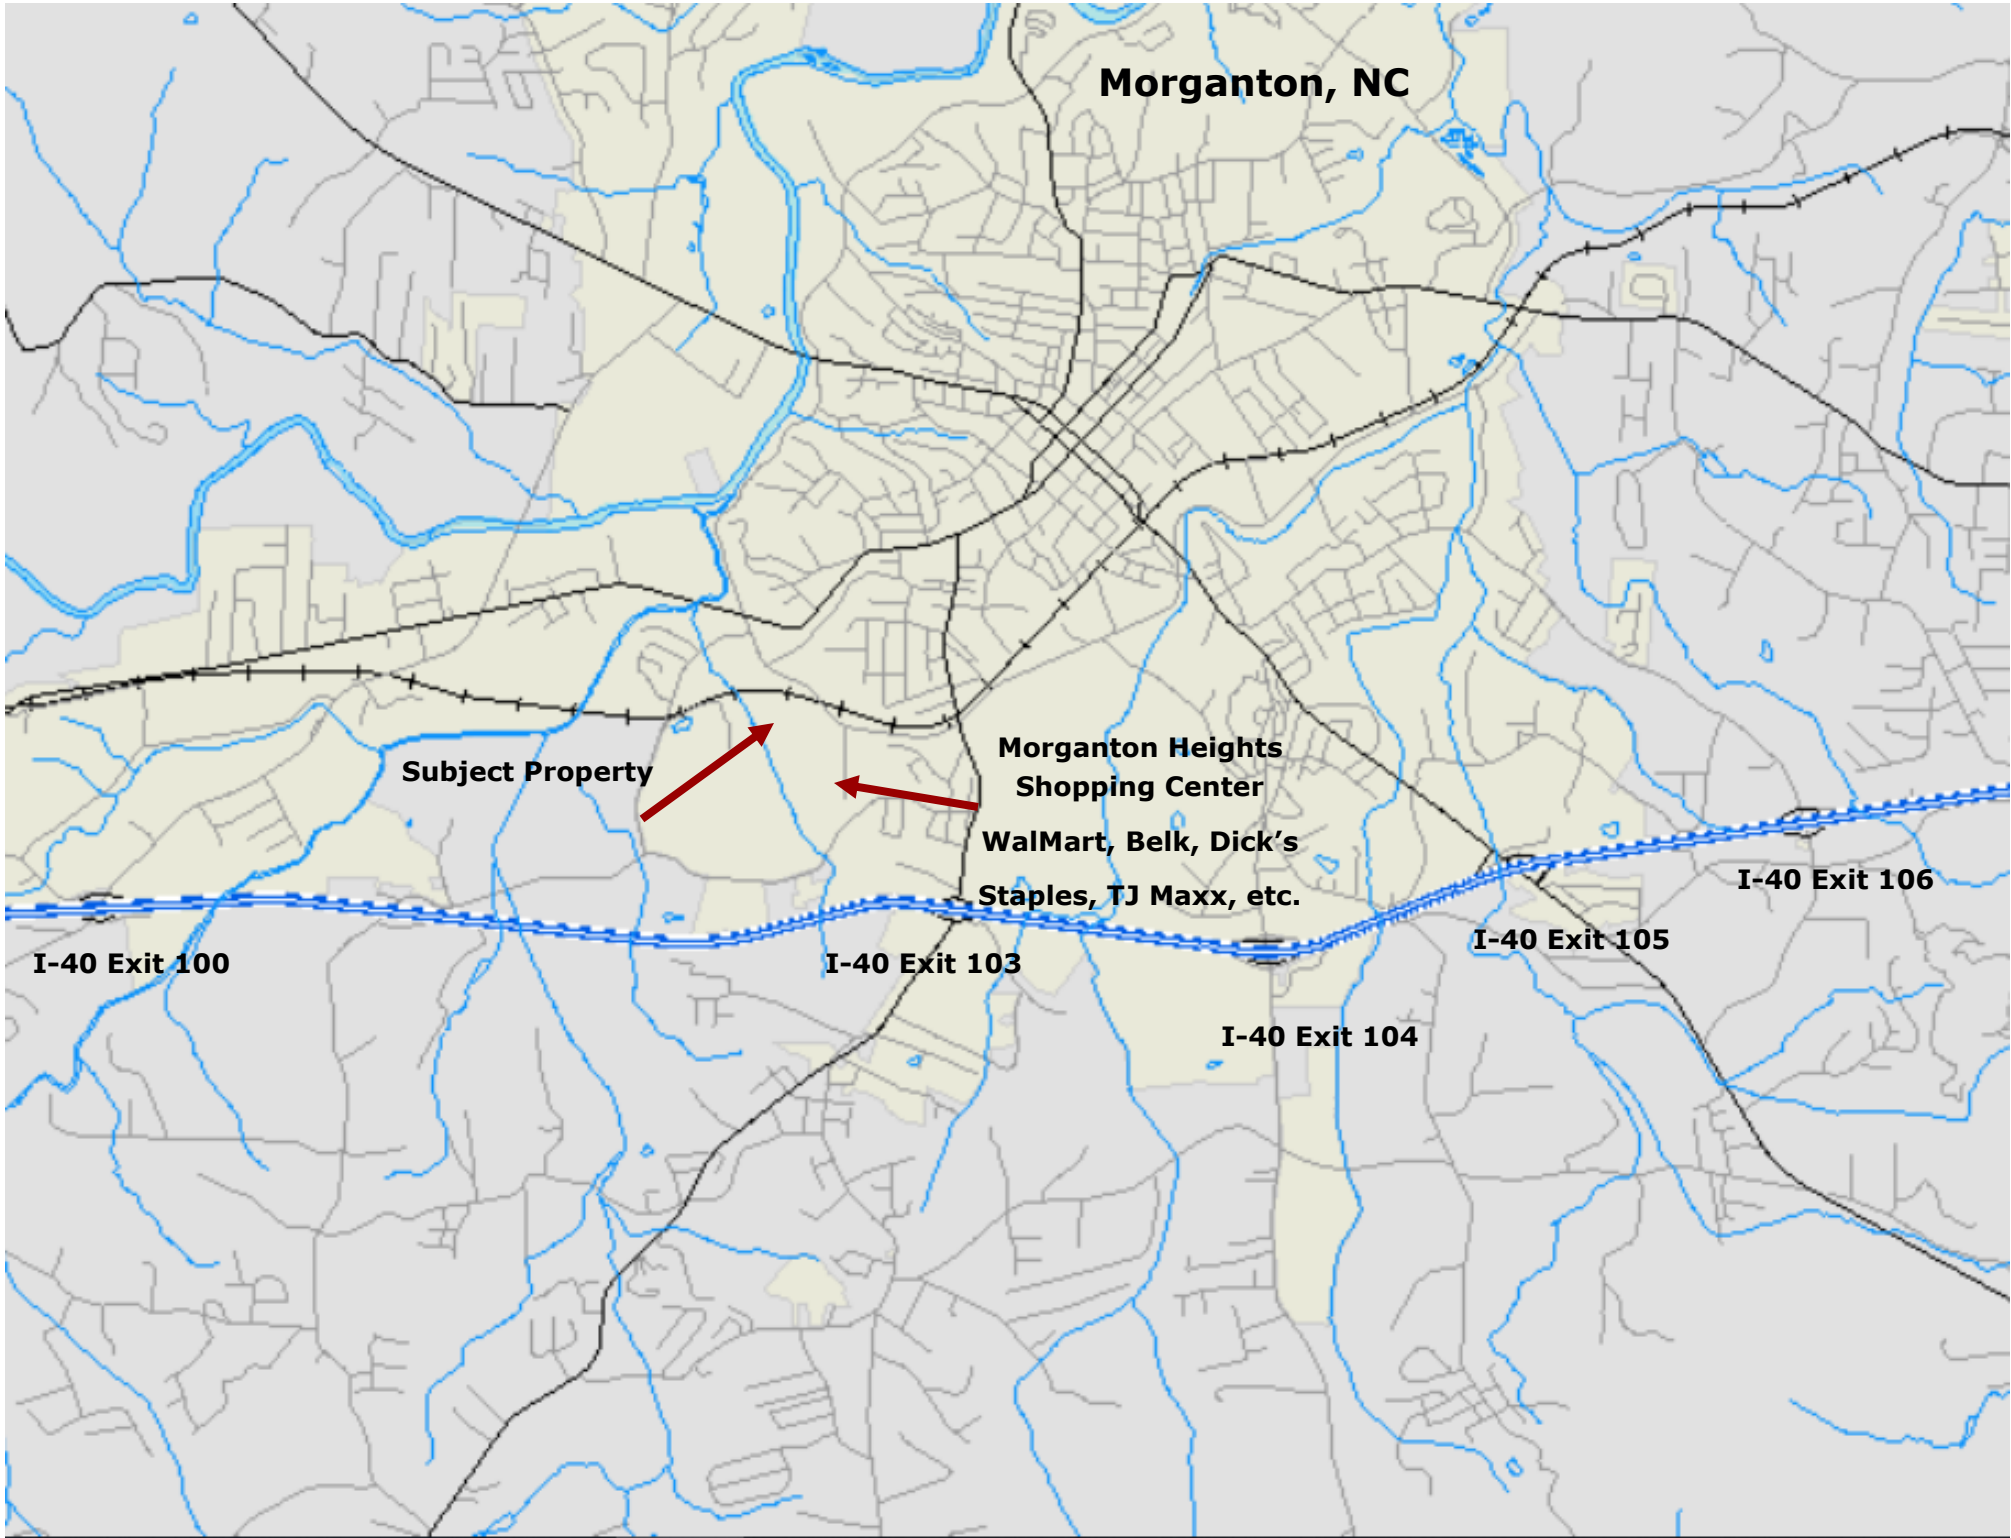 Morganton, NC
Subject Property
Morganton Heights
Shopping Center
WalMart, Belk, Dick’s
Staples, TJ Maxx, etc.
I-40 Exit 106
I-40 Exit 105
I-40 Exit 100
I-40 Exit 103
I-40 Exit 104